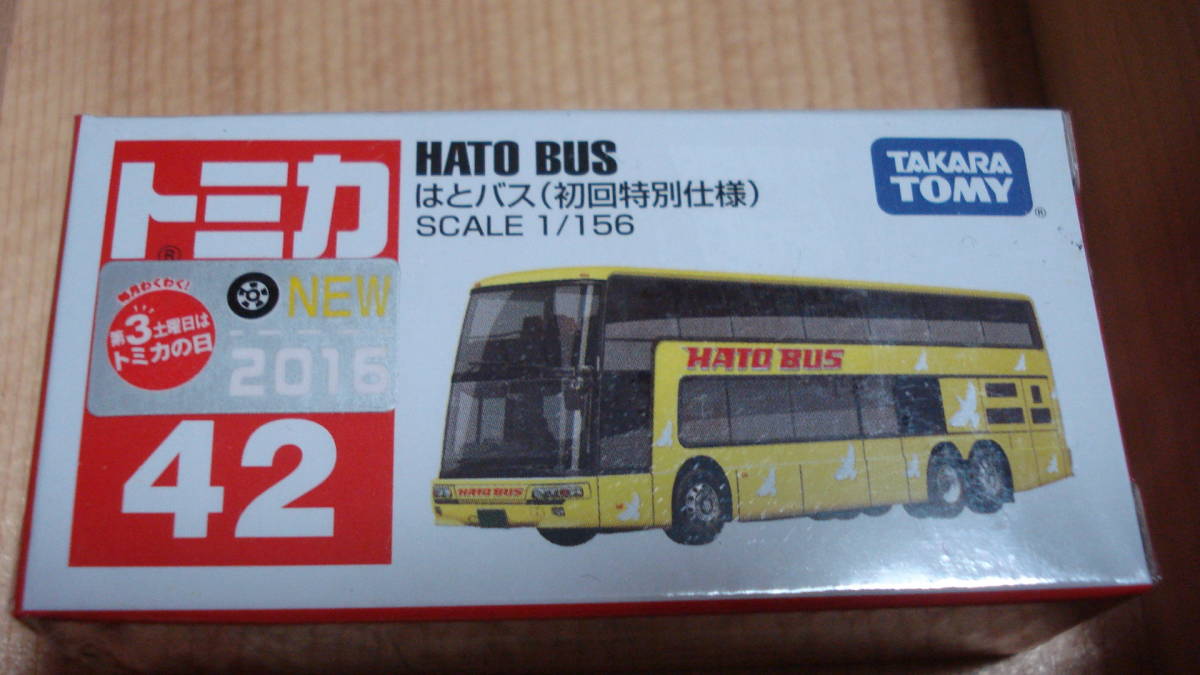 トミカ
®
毎月わくわく!
第3土曜日は
トミカの日
NEW
2016
42
HATO BUS
はとバス(初回特別仕様)
SCALE 1/156
TAKARA
TOMY
®
HATO BUS
HATO BUS